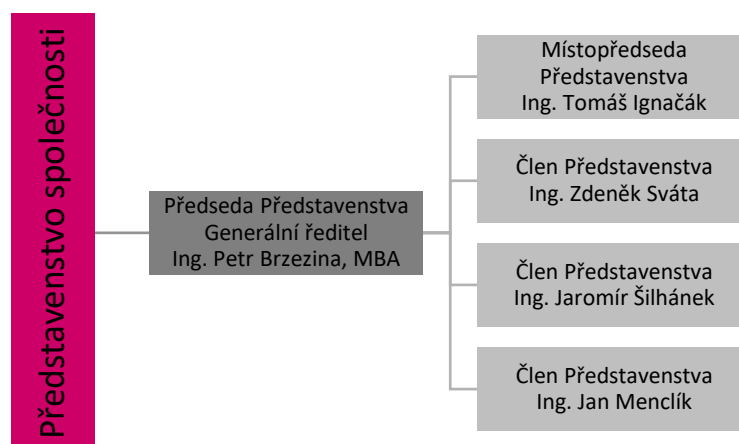 Představenstvo společnosti
Předseda Představenstva
Generální ředitel
Ing. Petr Brzezina, MBA
Místopředseda
Představenstva
Ing. Tomáš Ignačák
Člen Představenstva
Ing. Zdeněk Sváta
Člen Představenstva
Ing. Jaromír Šilhánek
Člen Představenstva
Ing. Jan Menclík